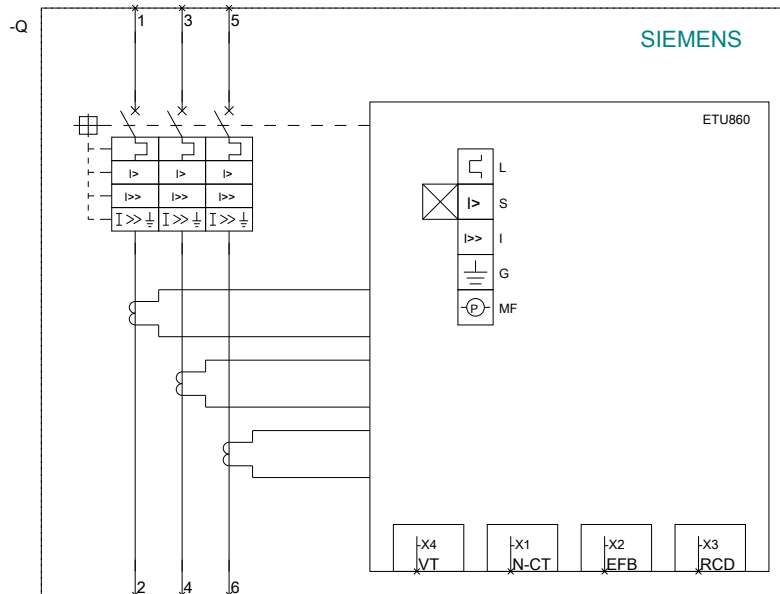 -Q
1 3 5
SIEMENS
ETU860
L
I> I> I>
I>> I>> I>>
I>> I>> I>>
I> S
I>> I
G
P MF
-X4 -X1 -X2 -X3
VT N-CT EFB RCD
2 4 6